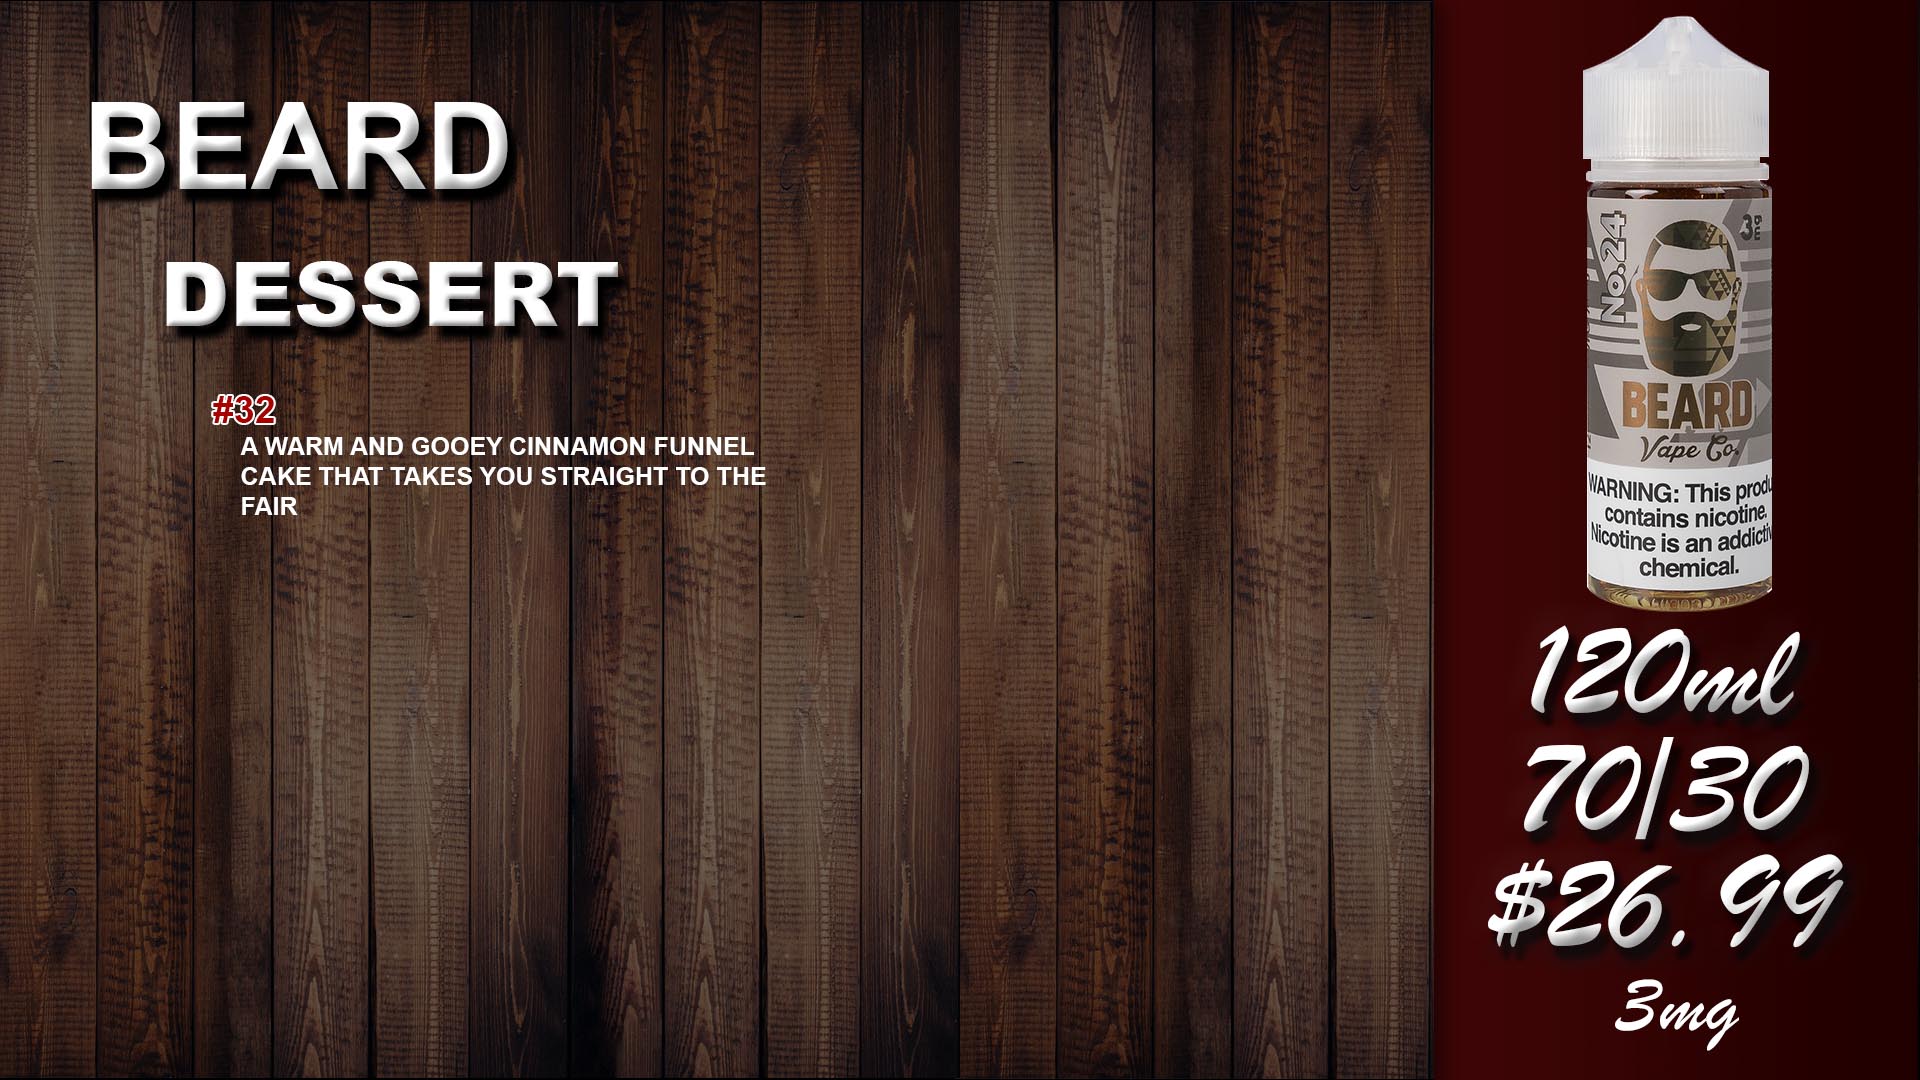 BEARD
DESSERT
#32
A WARM AND GOOEY CINNAMON FUNNEL
CAKE THAT TAKES YOU STRAIGHT TO THE
FAIR
No.24
3mg
BEARD
Vape Co.
WARNING: This produ
contains nicotine.
Nicotine is an addictiv
chemical.
120ml
70|30
$26.99
3mg